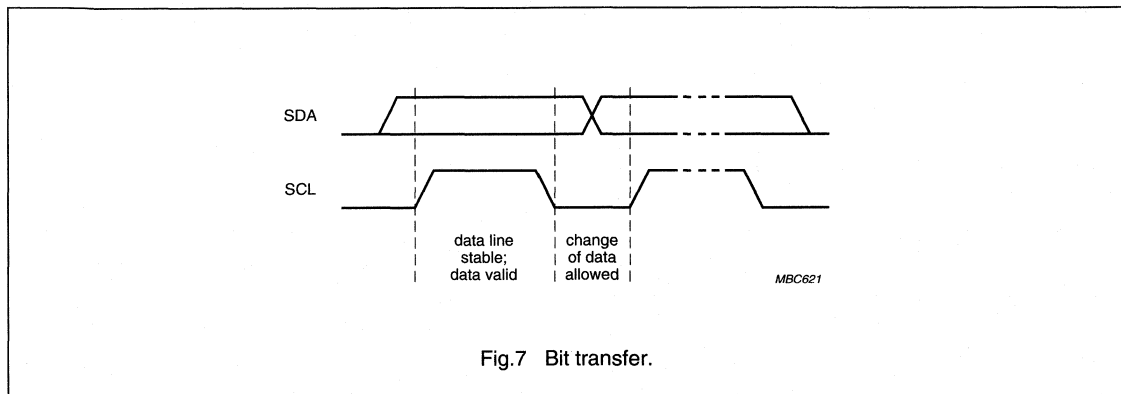 SDA
SCL
data line
stable;
data valid
change
of data
allowed
MBC621
Fig.7 Bit transfer.